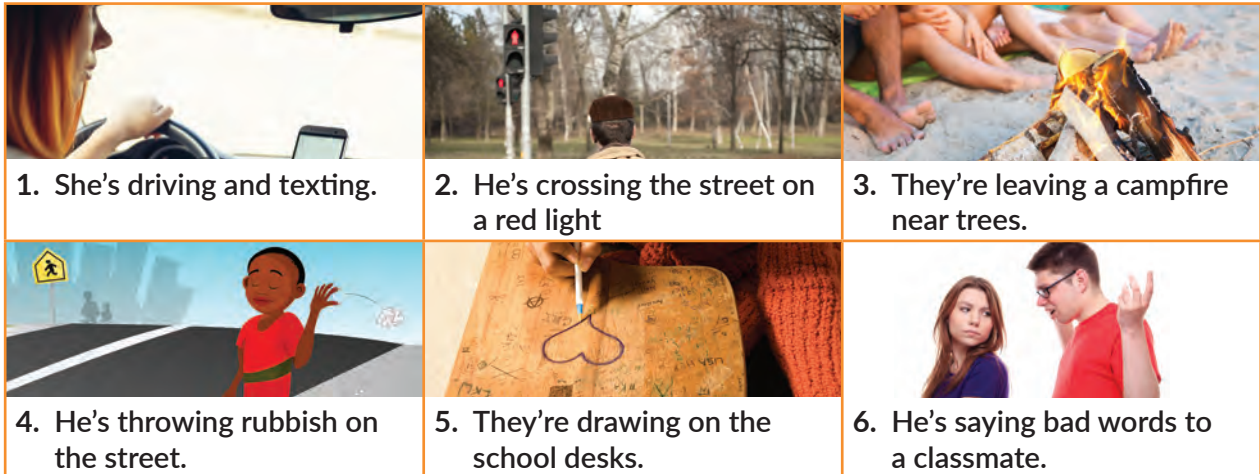 1. She's driving and texting.
2. He's crossing the street on
a red light
3. They're leaving a campfire
near trees.
4. He's throwing rubbish on
the street.
5. They're drawing on the
school desks.
6. He's saying bad words to
a classmate.